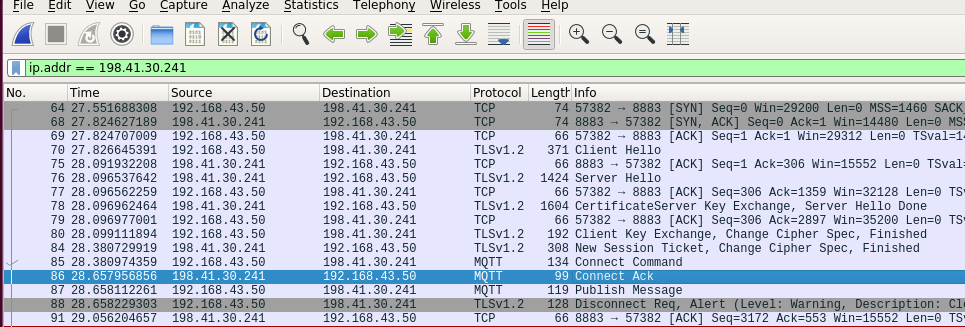 File Edit View Go Capture Analyze Statistics Telephony Wireless Tools Help
ip.addr == 198.41.30.241
No. Time Source Destination Protocol Length Info
64 27.551688308 192.168.43.50 198.41.30.241 TCP 74 57382 → 8883 [SYN] Seq=0 Win=29200 Len=0 MSS=1460 SACK_
68 27.824627189 198.41.30.241 192.168.43.50 TCP 74 8883 → 57382 [SYN, ACK] Seq=0 Ack=1 Win=14480 Len=0 MSS
69 27.824707009 192.168.43.50 198.41.30.241 TCP 66 57382 → 8883 [ACK] Seq=1 Ack=1 Win=29312 Len=0 TSval=14
70 27.826645391 192.168.43.50 198.41.30.241 TLSv1.2 371 Client Hello
75 28.091932208 198.41.30.241 192.168.43.50 TCP 66 8883 → 57382 [ACK] Seq=1 Ack=306 Win=15552 Len=0 TSval
76 28.096537642 198.41.30.241 192.168.43.50 TLSv1.2 1424 Server Hello
77 28.096562259 192.168.43.50 198.41.30.241 TCP 66 57382 → 8883 [ACK] Seq=306 Ack=1359 Win=32128 Len=0 TS
78 28.096962464 198.41.30.241 192.168.43.50 TLSv1.2 1604 CertificateServer Key Exchange, Server Hello Done
79 28.096977001 192.168.43.50 198.41.30.241 TCP 66 57382 → 8883 [ACK] Seq=306 Ack=2897 Win=35200 Len=0 TS
80 28.099111894 192.168.43.50 198.41.30.241 TLSv1.2 192 Client Key Exchange, Change Cipher Spec, Finished
84 28.380729919 198.41.30.241 192.168.43.50 TLSv1.2 308 New Session Ticket, Change Cipher Spec, Finished
85 28.380974359 192.168.43.50 198.41.30.241 MQTT 134 Connect Command
86 28.657956856 198.41.30.241 192.168.43.50 MQTT 99 Connect Ack
87 28.658112261 192.168.43.50 198.41.30.241 MQTT 119 Publish Message
88 28.658229303 192.168.43.50 198.41.30.241 TLSv1.2 128 Disconnect Req, Alert (Level: Warning, Description: Clo
91 29.056204657 198.41.30.241 192.168.43.50 TCP 66 8883 → 57382 [ACK] Seq=3172 Ack=553 Win=15552 Len=0 TS